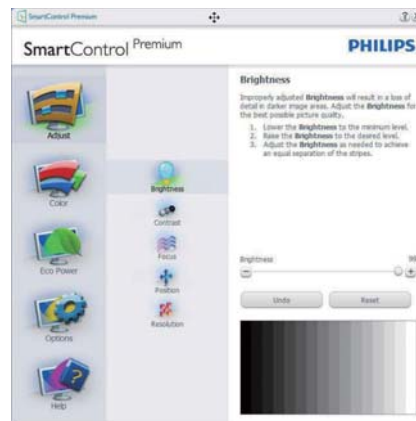 SmartControl Premium
SmartControl Premium
PHILIPS
Adjust
Color
Eco Power
Options
Help
Brightness
Contrast
Focus
Position
Resolution
Brightness
Improperly adjusted Brightness will result in a loss of
detail in darker image areas. Adjust the Brightness for
the best possible picture quality.
1. Lower the Brightness to the minimum level.
2. Raise the Brightness to the desired level.
3. Adjust the Brightness as needed to achieve
an equal separation of the stripes.
Brightness
Undo
Reset